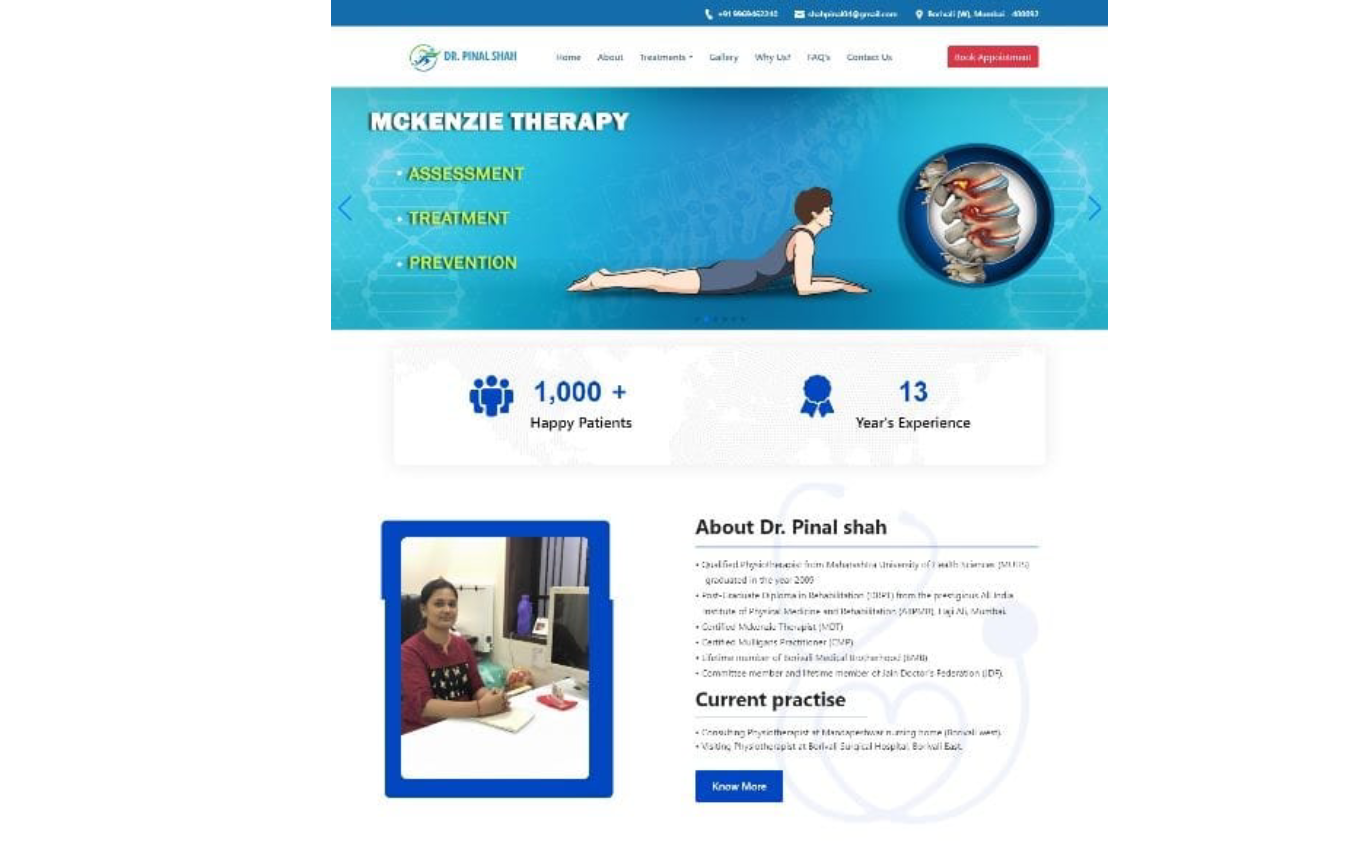 +91 9969462240 shahpinal04@gmail.com Borivali (W), Mumbai - 400092
DR. PINAL SHAH
Home About Treatments Gallery Why Us? FAQ's Contact Us
Book Appointment
MCKENZIE THERAPY
• ASSESSMENT
• TREATMENT
• PREVENTION
1,000 +
Happy Patients
13
Year's Experience
About Dr. Pinal shah
• Qualified Physiotherapist from Maharashtra University of Health Sciences (MUHS)
graduated in the year 2009
• Post-Graduate Diploma in Rehabilitation from the prestigious All India
Institute of Physical Medicine and Rehabilitation (AIIPMR), Haji Ali, Mumbai.
• Certified Mckenzie Therapist (MDT)
• Certified Mulligans Practitioner (CMP)
• Lifetime member of Borivali Medical Brotherhood (BMB)
• Committee member and lifetime member of Jain Doctor's Federation (JDF).
Current practise
• Consulting Physiotherapist at Mandapeshwar nursing home (Borivali west).
• Visiting Physiotherapist at Borivali Surgical Hospital, Borivali East.
Know More